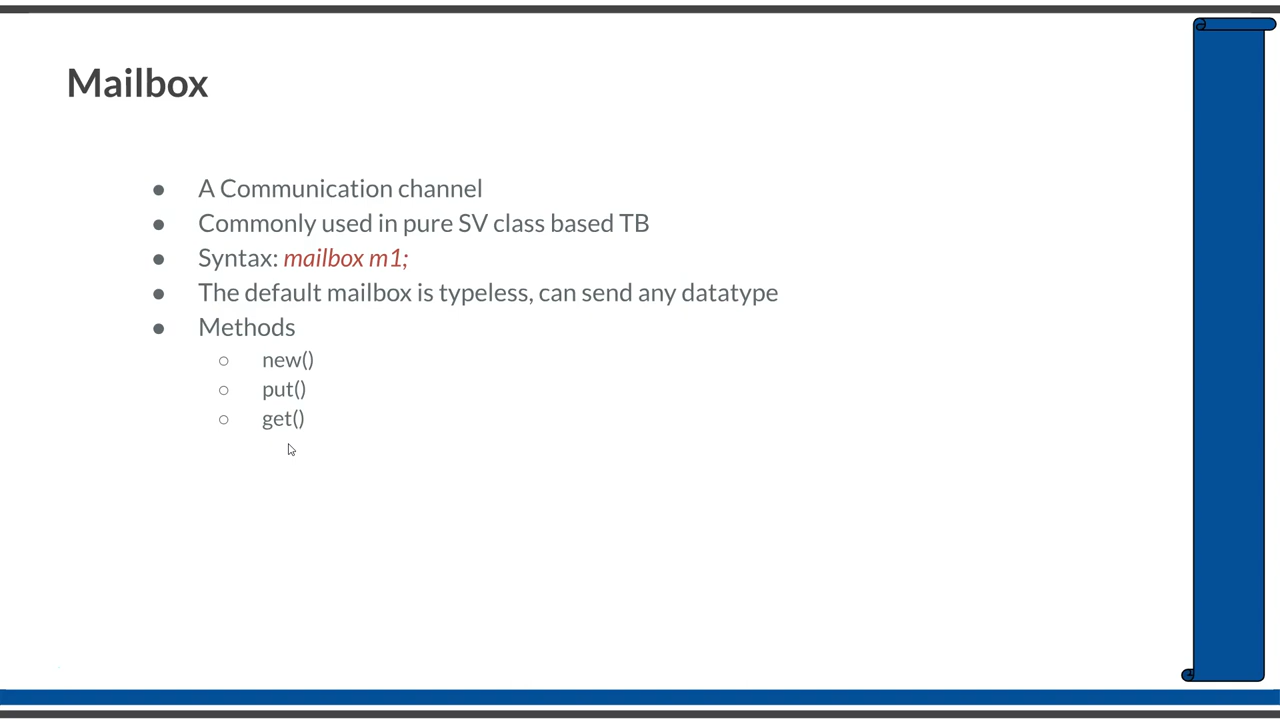 Mailbox
● A Communication channel
● Commonly used in pure SV class based TB
● Syntax: mailbox m1;
● The default mailbox is typeless, can send any datatype
● Methods
○ new()
○ put()
○ get()